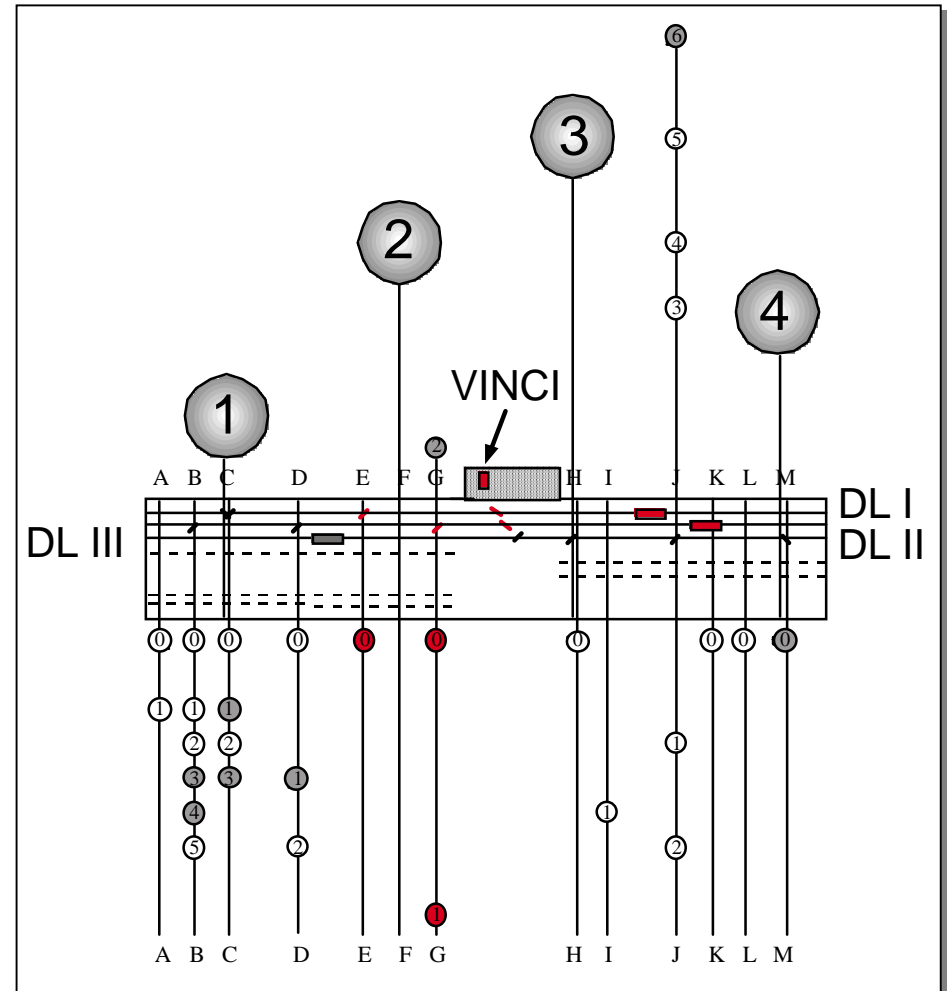 6
3
5
2
4
3
4
VINCI
1
2
A B C D E F G H I J K L M
DL I
DL III
DL II
0 0 0 0 0 0 0 0 0 0
1 1 1
2 2 1
3 3 1
4 1
5 2 2
1
A B C D E F G H I J K L M